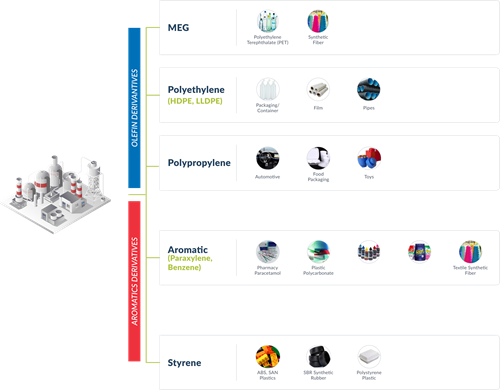 MEG
Polyethylene
Terephthalate (PET)
Synthetic
Fiber
OLEFIN DERIVANTIVES
Polyethylene
(HDPE, LLDPE)
Packaging/
Container
Film
Pipes
Polypropylene
Automotive
Food
Packaging
Toys
AROMATICS DERIVATIVES
Aromatic
(Paraxylene,
Benzene)
Pharmacy
Paracetamol
Plastic
Polycarbonate
Textile Synthetic
Fiber
Styrene
ABS, SAN
Plastics
SBR Synthetic
Rubber
Polystyrene
Plastic